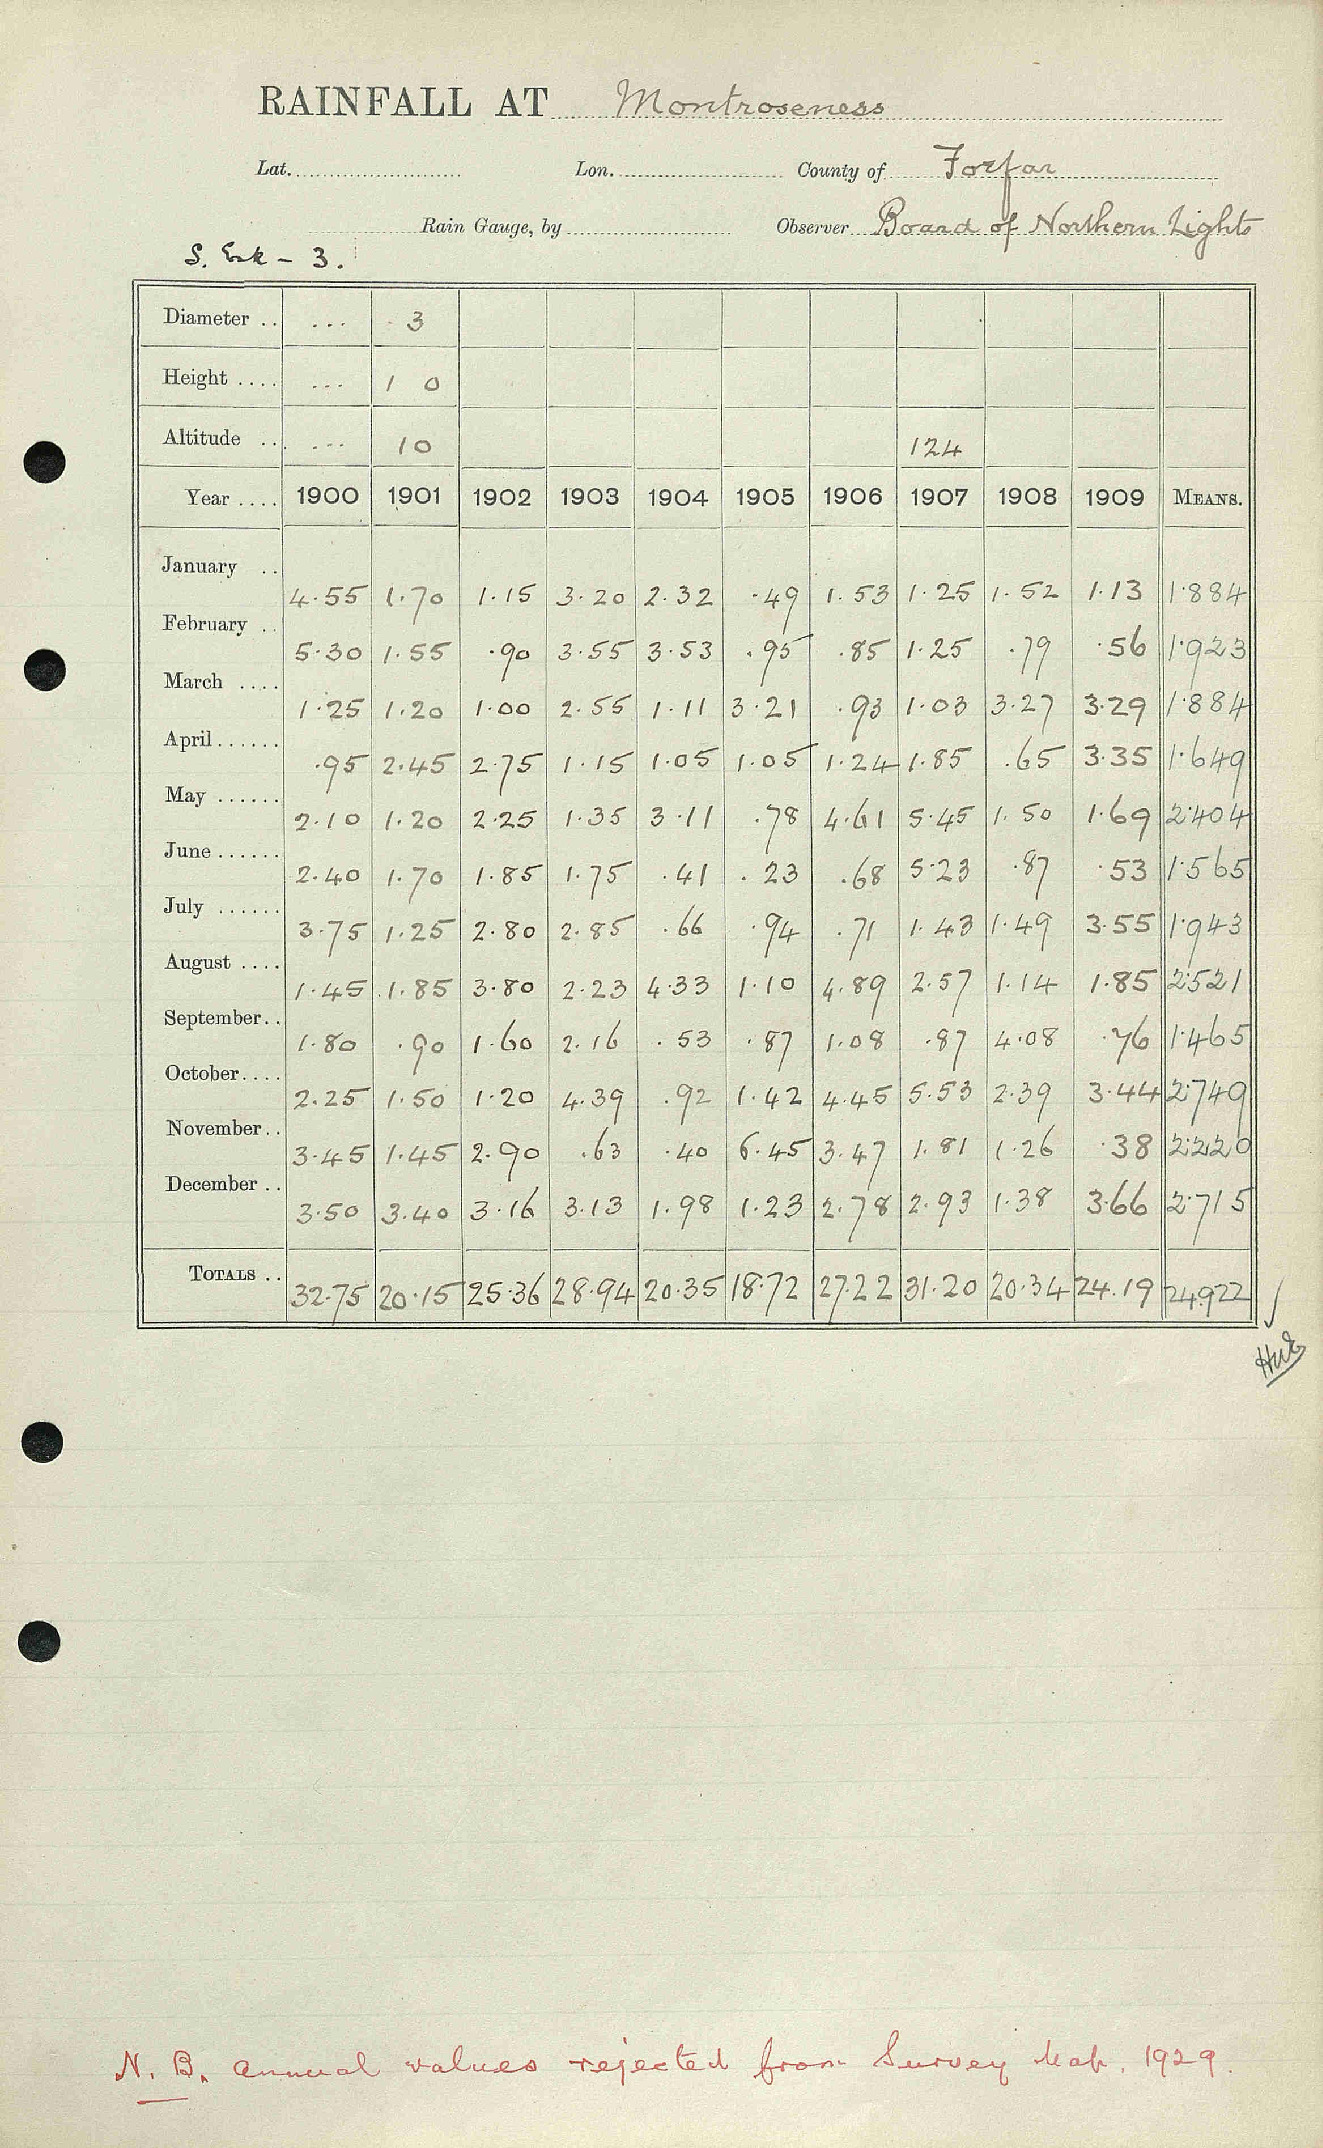 RAINFALL AT Montroseness
Lat. Lon. County of Forfar
Rain Gauge, by Observer Board of Northern Lights
S. Esk - 3.
Diameter .. ... 3
Height .... ... 1 0
Altitude .. ... 10 124
Year .... 1900 1901 1902 1903 1904 1905 1906 1907 1908 1909 MEANS.
January .. 4.55 1.70 1.15 3.20 2.32 .49 1.53 1.25 1.52 1.13 1.884
February .. 5.30 1.55 .90 3.55 3.53 .95 .85 1.25 .79 .56 1.923
March .... 1.25 1.20 1.00 2.55 1.11 3.21 .93 1.03 3.27 3.29 1.884
April ...... .95 2.45 2.75 1.15 1.05 1.05 1.24 1.85 .65 3.35 1.649
May ...... 2.10 1.20 2.25 1.35 3.11 .78 4.61 5.45 1.50 1.69 2.404
June ...... 2.40 1.70 1.85 1.75 .41 .23 .68 5.23 .87 .53 1.565
July ...... 3.75 1.25 2.80 2.85 .66 .94 .71 1.43 1.49 3.55 1.943
August .... 1.45 1.85 3.80 2.23 4.33 1.10 4.89 2.57 1.14 1.85 2.521
September.. 1.80 .90 1.60 2.16 .53 .87 1.08 .87 4.08 .76 1.465
October.... 2.25 1.50 1.20 4.39 .92 1.42 4.45 5.53 2.39 3.44 2.749
November.. 3.45 1.45 2.90 .63 .40 6.45 3.47 1.81 1.26 .38 2.220
December .. 3.50 3.40 3.16 3.13 1.98 1.23 2.78 2.93 1.38 3.66 2.715
TOTALS .. 32.75 20.15 25.36 28.94 20.35 18.72 27.22 31.20 20.34 24.19 24.922
N. B. annual values rejected from Survey Map. 1929.